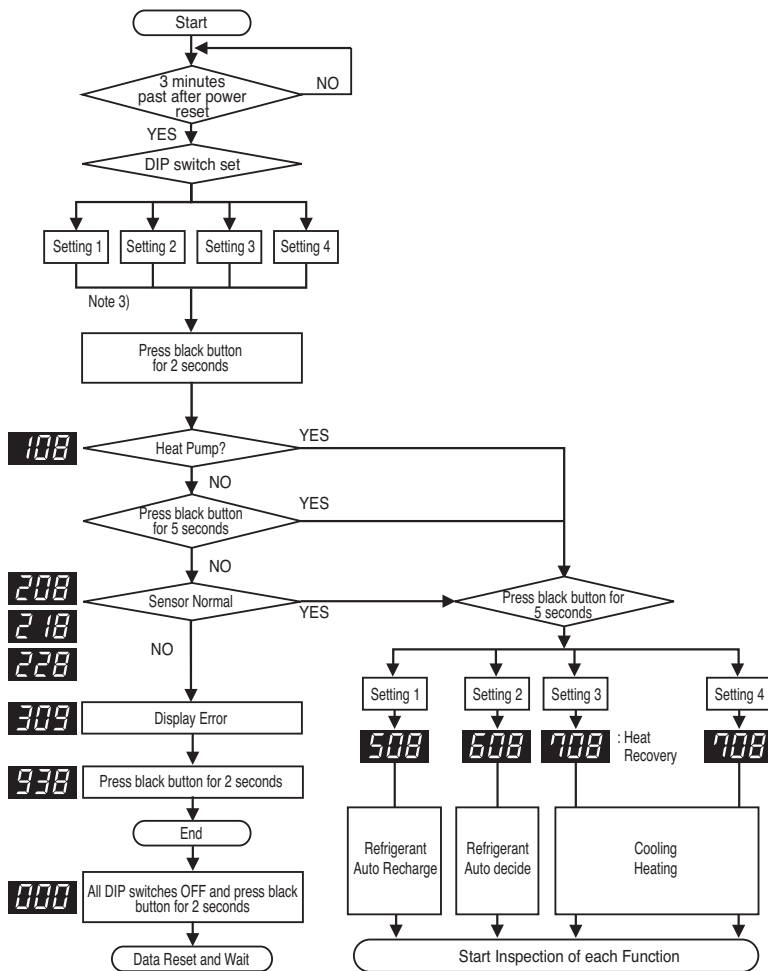 Start
3 minutes
past after power
reset
NO
YES
DIP switch set
Setting 1
Setting 2
Setting 3
Setting 4
Note 3)
Press black button
for 2 seconds
108
Heat Pump?
YES
NO
Press black button
for 5 seconds
YES
NO
208
218
228
Sensor Normal
YES
NO
Press black button for
5 seconds
Setting 1
Setting 2
Setting 3
Setting 4
508
608
708
: Heat
Recovery
708
309
Display Error
938
Press black button for 2 seconds
End
000
All DIP switches OFF and press black
button for 2 seconds
Data Reset and Wait
Refrigerant
Auto Recharge
Refrigerant
Auto decide
Cooling
Heating
Start Inspection of each Function